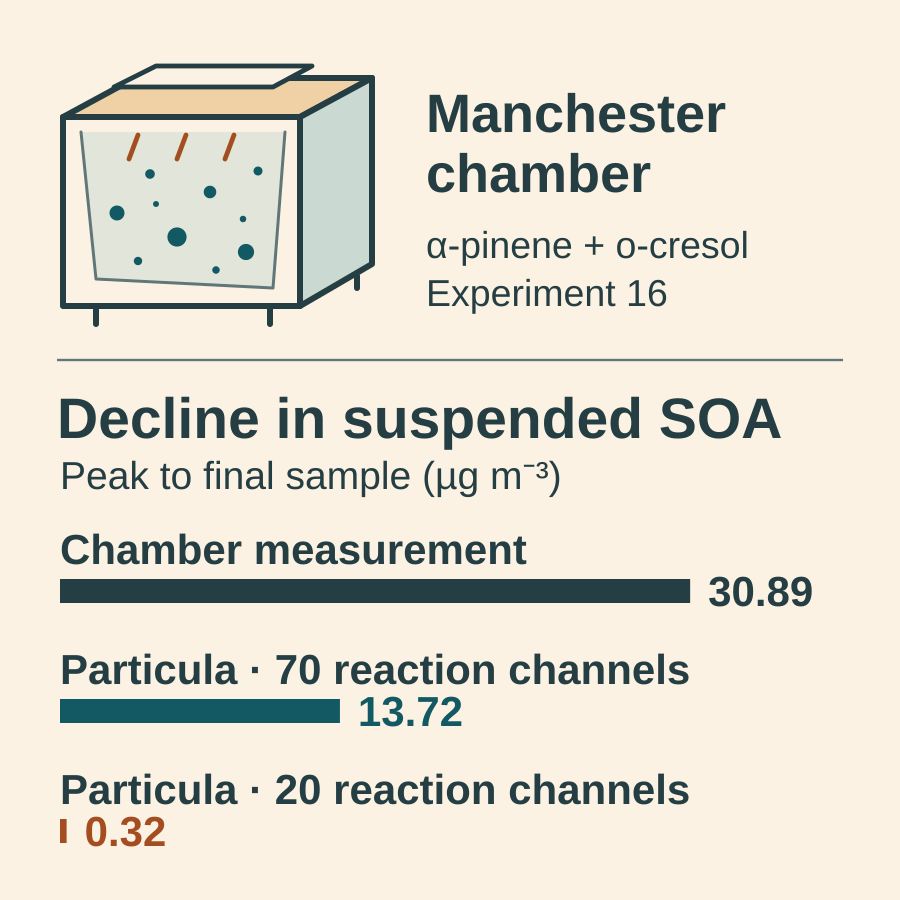 Manchester
chamber
α-pinene + o-cresol
Experiment 16
Decline in suspended SOA
Peak to final sample (µg m⁻³)
Chamber measurement
30.89
Particula · 70 reaction channels
13.72
Particula · 20 reaction channels
0.32